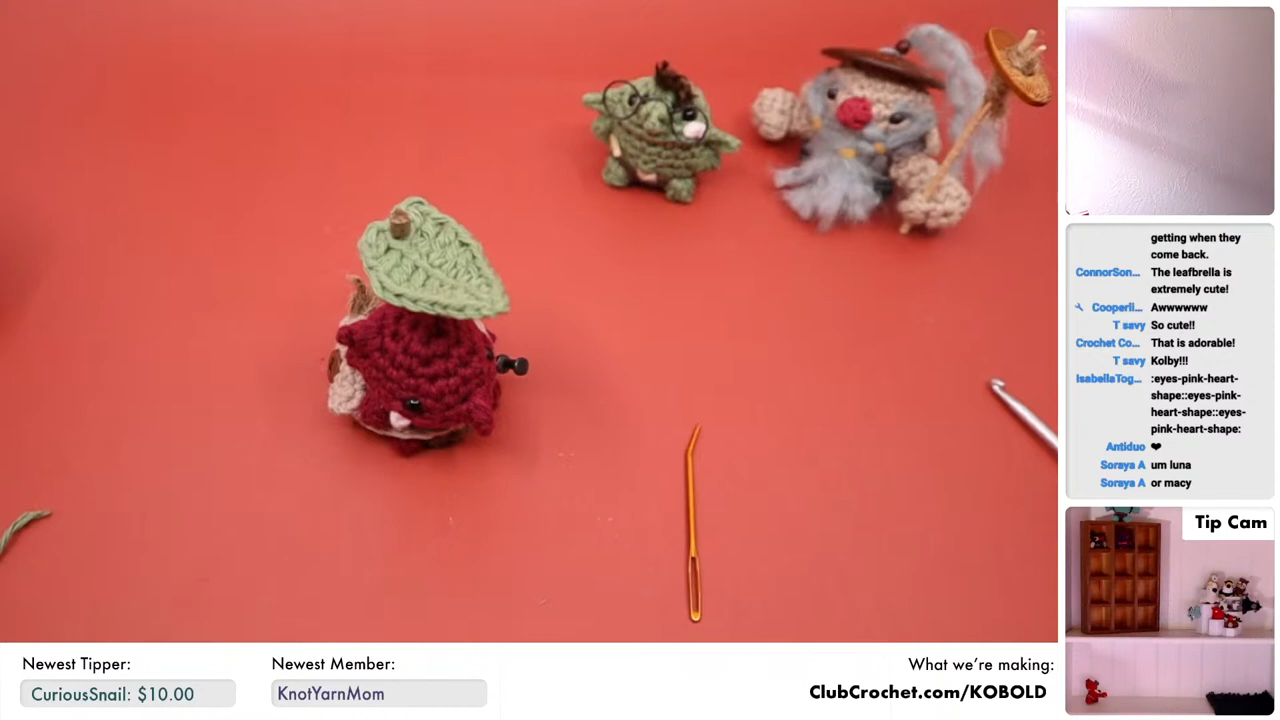 getting when they
come back.
ConnorSon... The leafbrella is
extremely cute!
Cooperli... Awwwwww
T savy So cute!!
Crochet Co... That is adorable!
T savy Kolby!!!
IsabellaTog... :eyes-pink-heart-
shape::eyes-pink-
heart-shape::eyes-
pink-heart-shape:
Antiduo ❤
Soraya A um luna
Soraya A or macy
Tip Cam
Newest Tipper:
CuriousSnail: $10.00
Newest Member:
KnotYarnMom
What we're making:
ClubCrochet.com/KOBOLD